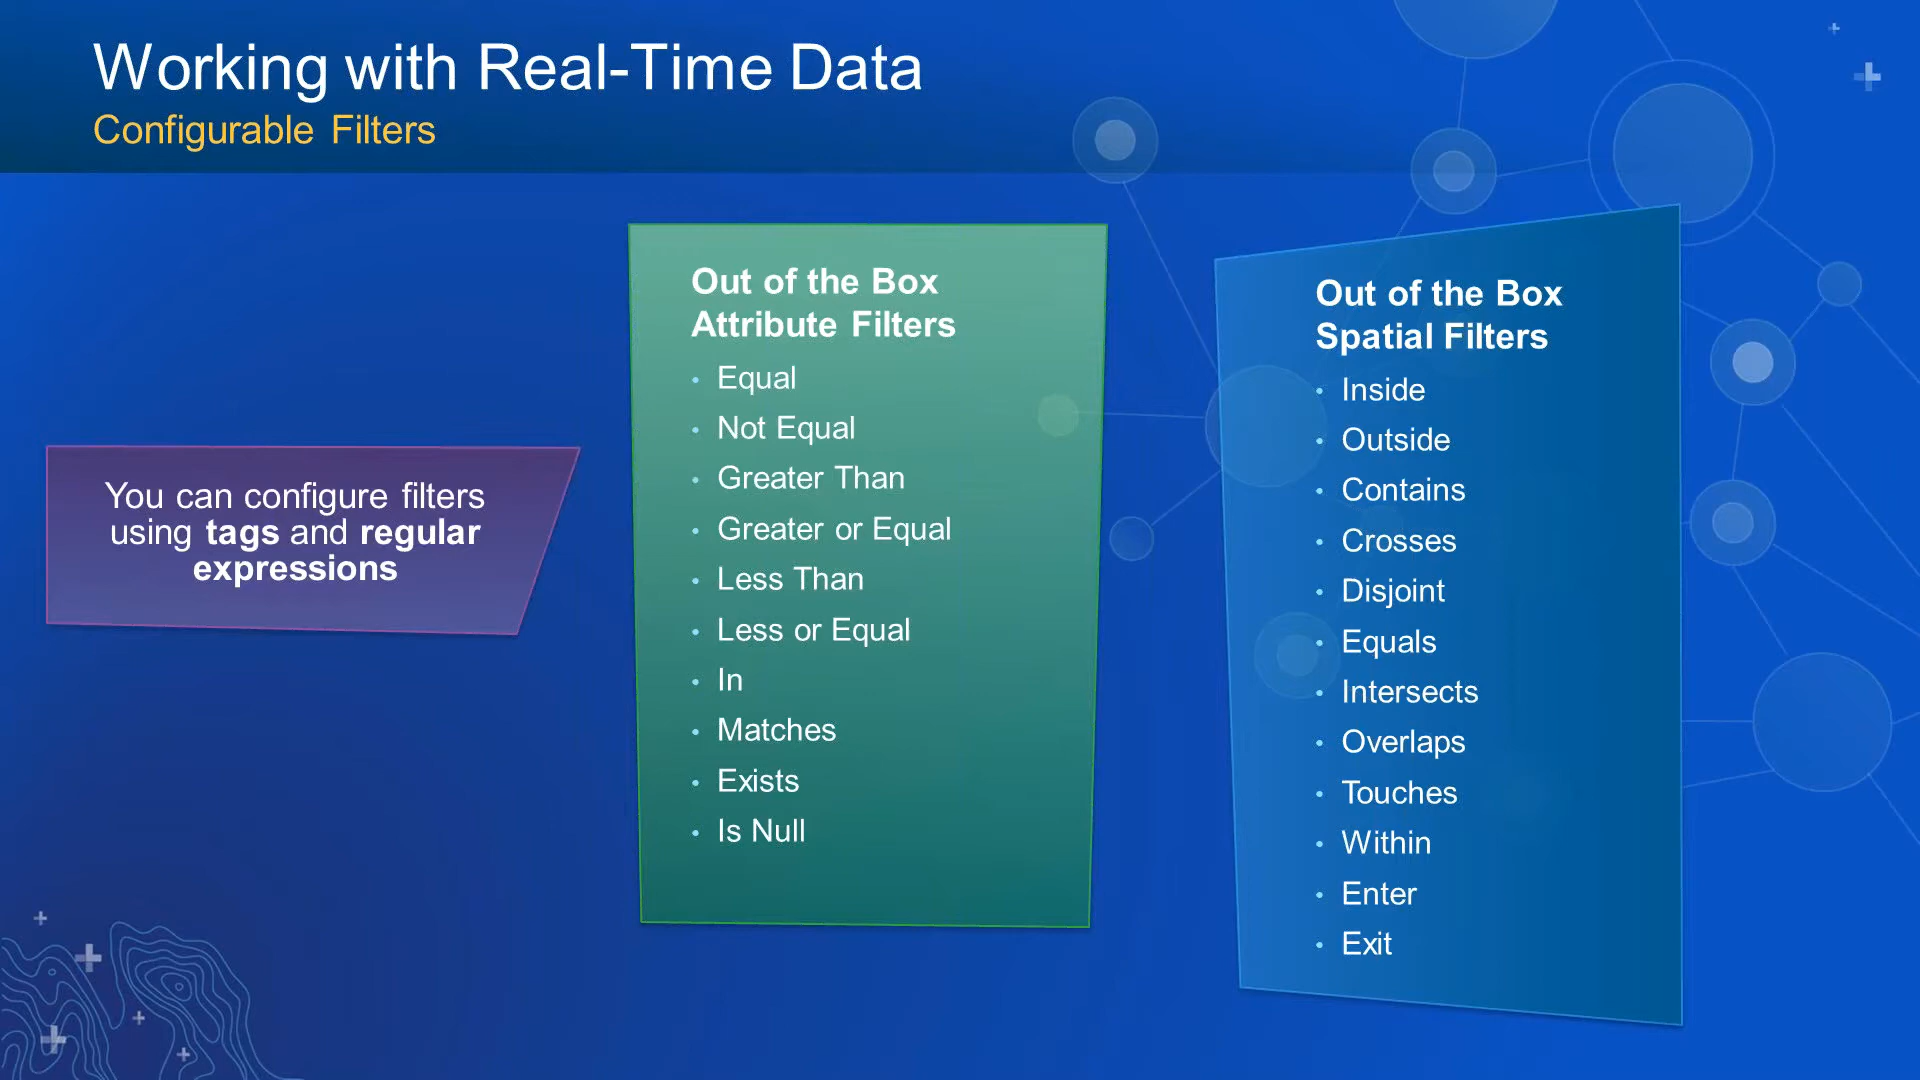 Working with Real-Time Data
Configurable Filters
You can configure filters
using tags and regular
expressions
Out of the Box
Attribute Filters
• Equal
• Not Equal
• Greater Than
• Greater or Equal
• Less Than
• Less or Equal
• In
• Matches
• Exists
• Is Null
Out of the Box
Spatial Filters
• Inside
• Outside
• Contains
• Crosses
• Disjoint
• Equals
• Intersects
• Overlaps
• Touches
• Within
• Enter
• Exit